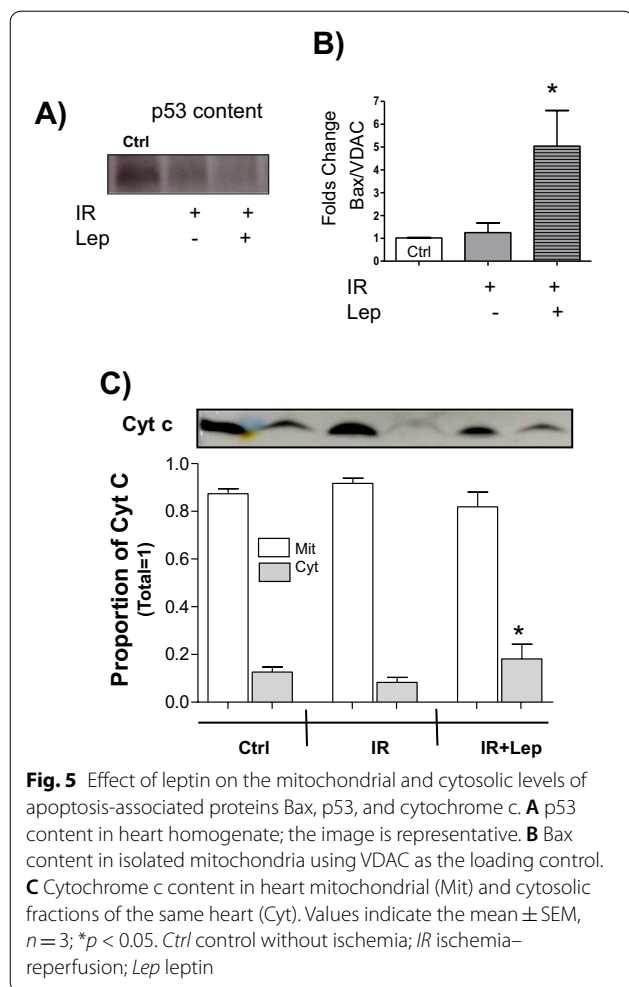 A)
p53 content
Ctrl
IR + +
Lep - +
B)
*
Folds Change
Bax/VDAC
7
6
5
4
3
2
1
0
Ctrl
IR + +
Lep - +
C)
Cyt c
Proportion of Cyt C
(Total=1)
1.0
0.8
0.6
0.4
0.2
0.0
Mit
Cyt
*
Ctrl IR IR+Lep
Fig. 5 Effect of leptin on the mitochondrial and cytosolic levels of
apoptosis-associated proteins Bax, p53, and cytochrome c. A p53
content in heart homogenate; the image is representative. B Bax
content in isolated mitochondria using VDAC as the loading control.
C Cytochrome c content in heart mitochondrial (Mit) and cytosolic
fractions of the same heart (Cyt). Values indicate the mean ± SEM,
n = 3; *p < 0.05. Ctrl control without ischemia; IR ischemia–
reperfusion; Lep leptin